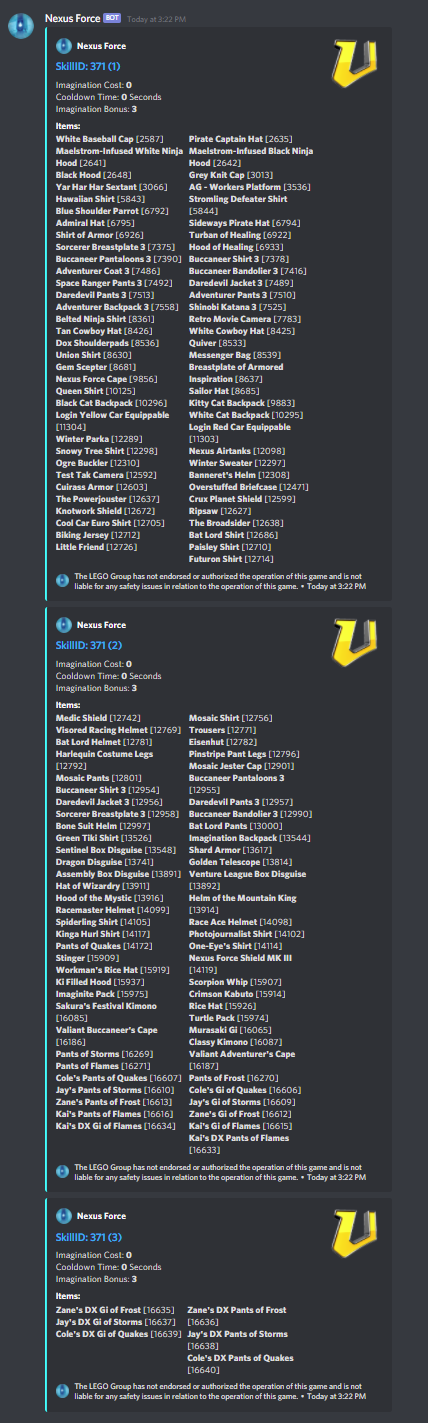 Nexus Force BOT Today at 3:22 PM
Nexus Force
SkillID: 371 (1)
Imagination Cost: 0
Cooldown Time: 0 Seconds
Imagination Bonus: 3
Items:
White Baseball Cap [2587]
Maelstrom-Infused White Ninja
Hood [2641]
Black Hood [2648]
Yar Har Har Sextant [3066]
Hawaiian Shirt [5843]
Blue Shoulder Parrot [6792]
Admiral Hat [6795]
Shirt of Armor [6926]
Sorcerer Breastplate 3 [7375]
Buccaneer Pantaloons 3 [7390]
Adventurer Coat 3 [7486]
Space Ranger Pants 3 [7492]
Daredevil Pants 3 [7513]
Adventurer Backpack 3 [7558]
Belted Ninja Shirt [8361]
Tan Cowboy Hat [8426]
Dox Shoulderpads [8536]
Union Shirt [8630]
Gem Scepter [8681]
Nexus Force Cape [9856]
Queen Shirt [10125]
Black Cat Backpack [10296]
Login Yellow Car Equippable
[11304]
Winter Parka [12289]
Snowy Tree Shirt [12298]
Ogre Buckler [12310]
Test Tak Camera [12592]
Cuirass Armor [12603]
The Powerjouster [12637]
Knotwork Shield [12672]
Cool Car Euro Shirt [12705]
Biking Jersey [12712]
Little Friend [12726]
Pirate Captain Hat [2635]
Maelstrom-Infused Black Ninja
Hood [2642]
Grey Knit Cap [3013]
AG - Workers Platform [3536]
Stromling Defeater Shirt
[5844]
Sideways Pirate Hat [6794]
Turban of Healing [6922]
Hood of Healing [6933]
Buccaneer Shirt 3 [7378]
Buccaneer Bandolier 3 [7416]
Daredevil Jacket 3 [7489]
Adventurer Pants 3 [7510]
Shinobi Katana 3 [7525]
Retro Movie Camera [7783]
White Cowboy Hat [8425]
Quiver [8533]
Messenger Bag [8539]
Breastplate of Armored
Inspiration [8637]
Sailor Hat [8685]
Kitty Cat Backpack [9883]
White Cat Backpack [10295]
Login Red Car Equippable
[11303]
Nexus Airtanks [12098]
Winter Sweater [12297]
Banneret's Helm [12308]
Overstuffed Briefcase [12471]
Crux Planet Shield [12599]
Ripsaw [12627]
The Broadsider [12638]
Bat Lord Shirt [12686]
Paisley Shirt [12710]
Futuron Shirt [12714]
The LEGO Group has not endorsed or authorized the operation of this game and is not
liable for any safety issues in relation to the operation of this game. • Today at 3:22 PM
Nexus Force
SkillID: 371 (2)
Imagination Cost: 0
Cooldown Time: 0 Seconds
Imagination Bonus: 3
Items:
Medic Shield [12742]
Visored Racing Helmet [12769]
Bat Lord Helmet [12781]
Harlequin Costume Legs
[12792]
Mosaic Pants [12801]
Buccaneer Shirt 3 [12954]
Daredevil Jacket 3 [12956]
Sorcerer Breastplate 3 [12958]
Bone Suit Helm [12997]
Green Tiki Shirt [13526]
Sentinel Box Disguise [13548]
Dragon Disguise [13741]
Assembly Box Disguise [13891]
Hat of Wizardry [13911]
Hood of the Mystic [13916]
Racemaster Helmet [14099]
Spiderling Shirt [14105]
Kinga Hurl Shirt [14117]
Pants of Quakes [14172]
Stinger [15909]
Workman's Rice Hat [15919]
Ki Filled Hood [15937]
Imaginite Pack [15975]
Sakura's Festival Kimono
[16085]
Valiant Buccaneer's Cape
[16186]
Pants of Storms [16269]
Pants of Flames [16271]
Cole's Pants of Quakes [16607]
Jay's Pants of Storms [16610]
Zane's Pants of Frost [16613]
Kai's Pants of Flames [16616]
Kai's DX Gi of Flames [16634]
Mosaic Shirt [12756]
Trousers [12771]
Eisenhut [12782]
Pinstripe Pant Legs [12796]
Mosaic Jester Cap [12901]
Buccaneer Pantaloons 3
[12955]
Daredevil Pants 3 [12957]
Buccaneer Bandolier 3 [12990]
Bat Lord Pants [13000]
Imagination Backpack [13544]
Shard Armor [13617]
Golden Telescope [13814]
Venture League Box Disguise
[13892]
Helm of the Mountain King
[13914]
Race Ace Helmet [14098]
Photojournalist Shirt [14102]
One-Eye's Shirt [14114]
Nexus Force Shield MK III
[14119]
Scorpion Whip [15907]
Crimson Kabuto [15914]
Rice Hat [15926]
Turtle Pack [15974]
Murasaki Gi [16065]
Classy Kimono [16087]
Valiant Adventurer's Cape
[16187]
Pants of Frost [16270]
Cole's Gi of Quakes [16606]
Jay's Gi of Storms [16609]
Zane's Gi of Frost [16612]
Kai's Gi of Flames [16615]
Kai's DX Pants of Flames
[16633]
The LEGO Group has not endorsed or authorized the operation of this game and is not
liable for any safety issues in relation to the operation of this game. • Today at 3:22 PM
Nexus Force
SkillID: 371 (3)
Imagination Cost: 0
Cooldown Time: 0 Seconds
Imagination Bonus: 3
Items:
Zane's DX Gi of Frost [16635]
Jay's DX Gi of Storms [16637]
Cole's DX Gi of Quakes [16639]
Zane's DX Pants of Frost
[16636]
Jay's DX Pants of Storms
[16638]
Cole's DX Pants of Quakes
[16640]
The LEGO Group has not endorsed or authorized the operation of this game and is not
liable for any safety issues in relation to the operation of this game. • Today at 3:22 PM